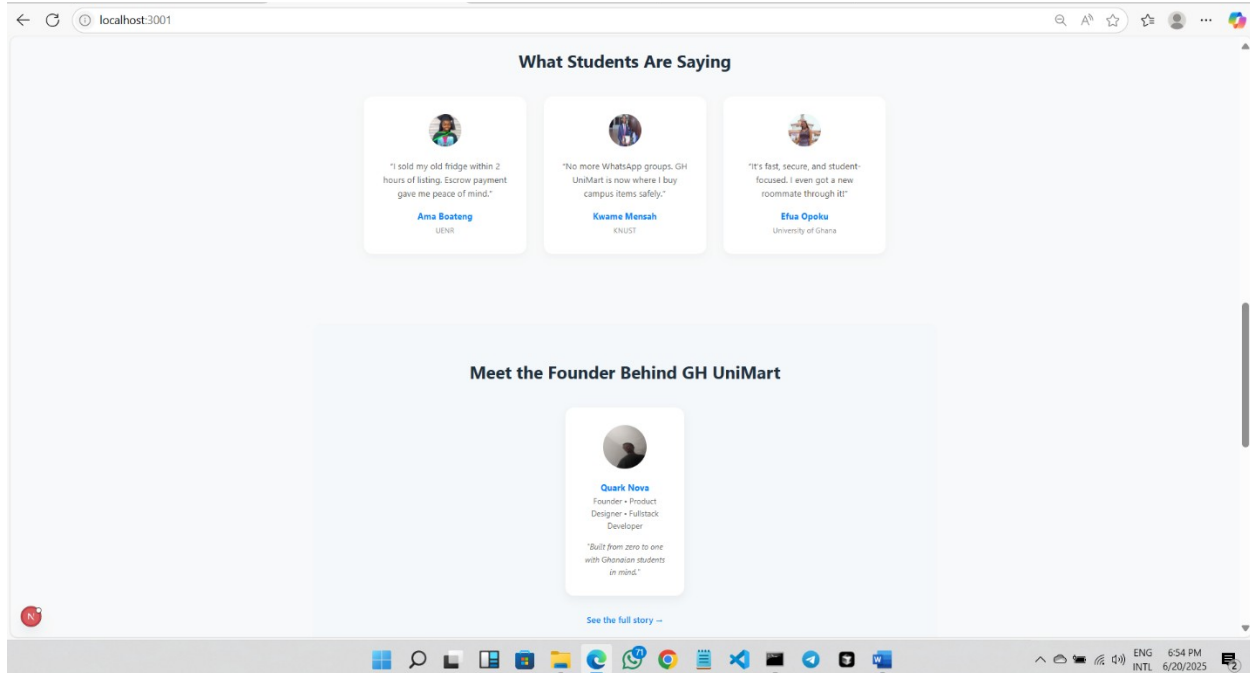 localhost:3001
What Students Are Saying
"I sold my old fridge within 2
hours of listing. Escrow payment
gave me peace of mind."
Ama Boateng
UENR
"No more WhatsApp groups. GH
UniMart is now where I buy
campus items safely."
Kwame Mensah
KNUST
"It's fast, secure, and student-
focused. I even got a new
roommate through it!"
Efua Opoku
University of Ghana
Meet the Founder Behind GH UniMart
Quark Nova
Founder • Product
Designer • Fullstack
Developer
"Built from zero to one
with Ghanaian students
in mind."
See the full story →
N
71
W
ENG
INTL
6:54 PM
6/20/2025
2